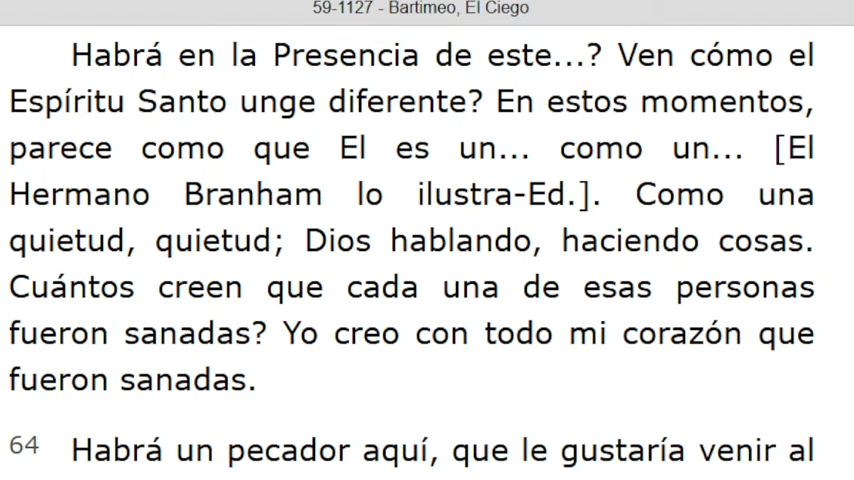 59-1127 - Bartimeo, El Ciego
Habrá en la Presencia de este...? Ven cómo el
Espíritu Santo unge diferente? En estos momentos,
parece como que El es un... como un... [El
Hermano Branham lo ilustra-Ed.]. Como una
quietud, quietud; Dios hablando, haciendo cosas.
Cuántos creen que cada una de esas personas
fueron sanadas? Yo creo con todo mi corazón que
fueron sanadas.
64 Habrá un pecador aquí, que le gustaría venir al